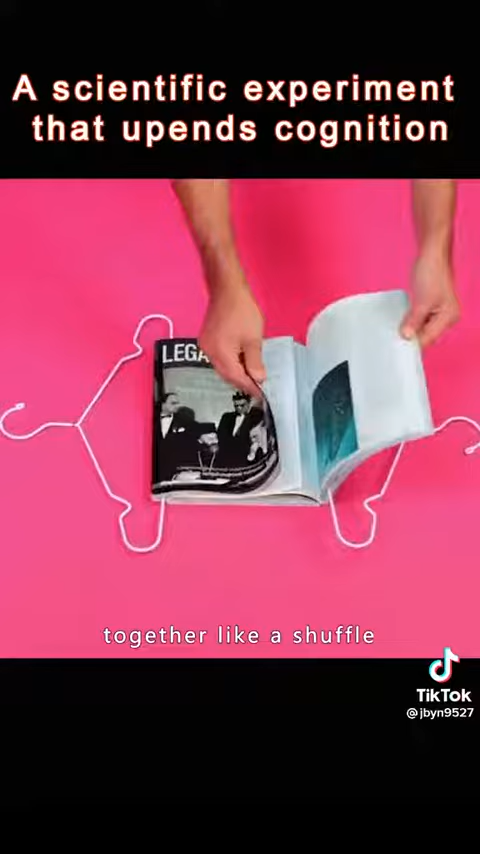 A scientific experiment
that upends cognition
LEGA
together like a shuffle
TikTok
@jbyn9527